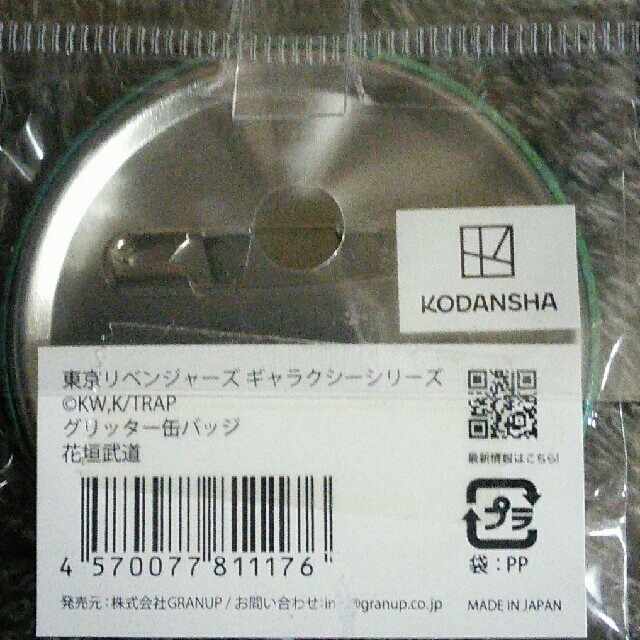 KODANSHA
東京リベンジャーズ ギャラクシーシリーズ
©KW,K/TRAP
グリッター缶バッジ
花垣武道
最新情報はこちら!
4 570077 811176
プラ
袋:PP
発売元:株式会社GRANUP / お問い合わせ:in @granup.co.jp
MADE IN JAPAN